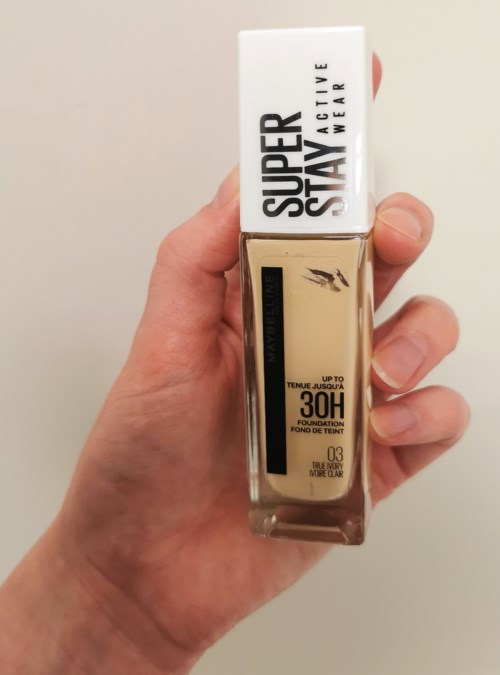 SUPER
STAY
ACTIVE
WEAR
MAYBELLINE
UP TO
TENUE JUSQU'À
30H
FOUNDATION
FOND DE TEINT
03
TRUE IVORY
IVOIRE CLAIR